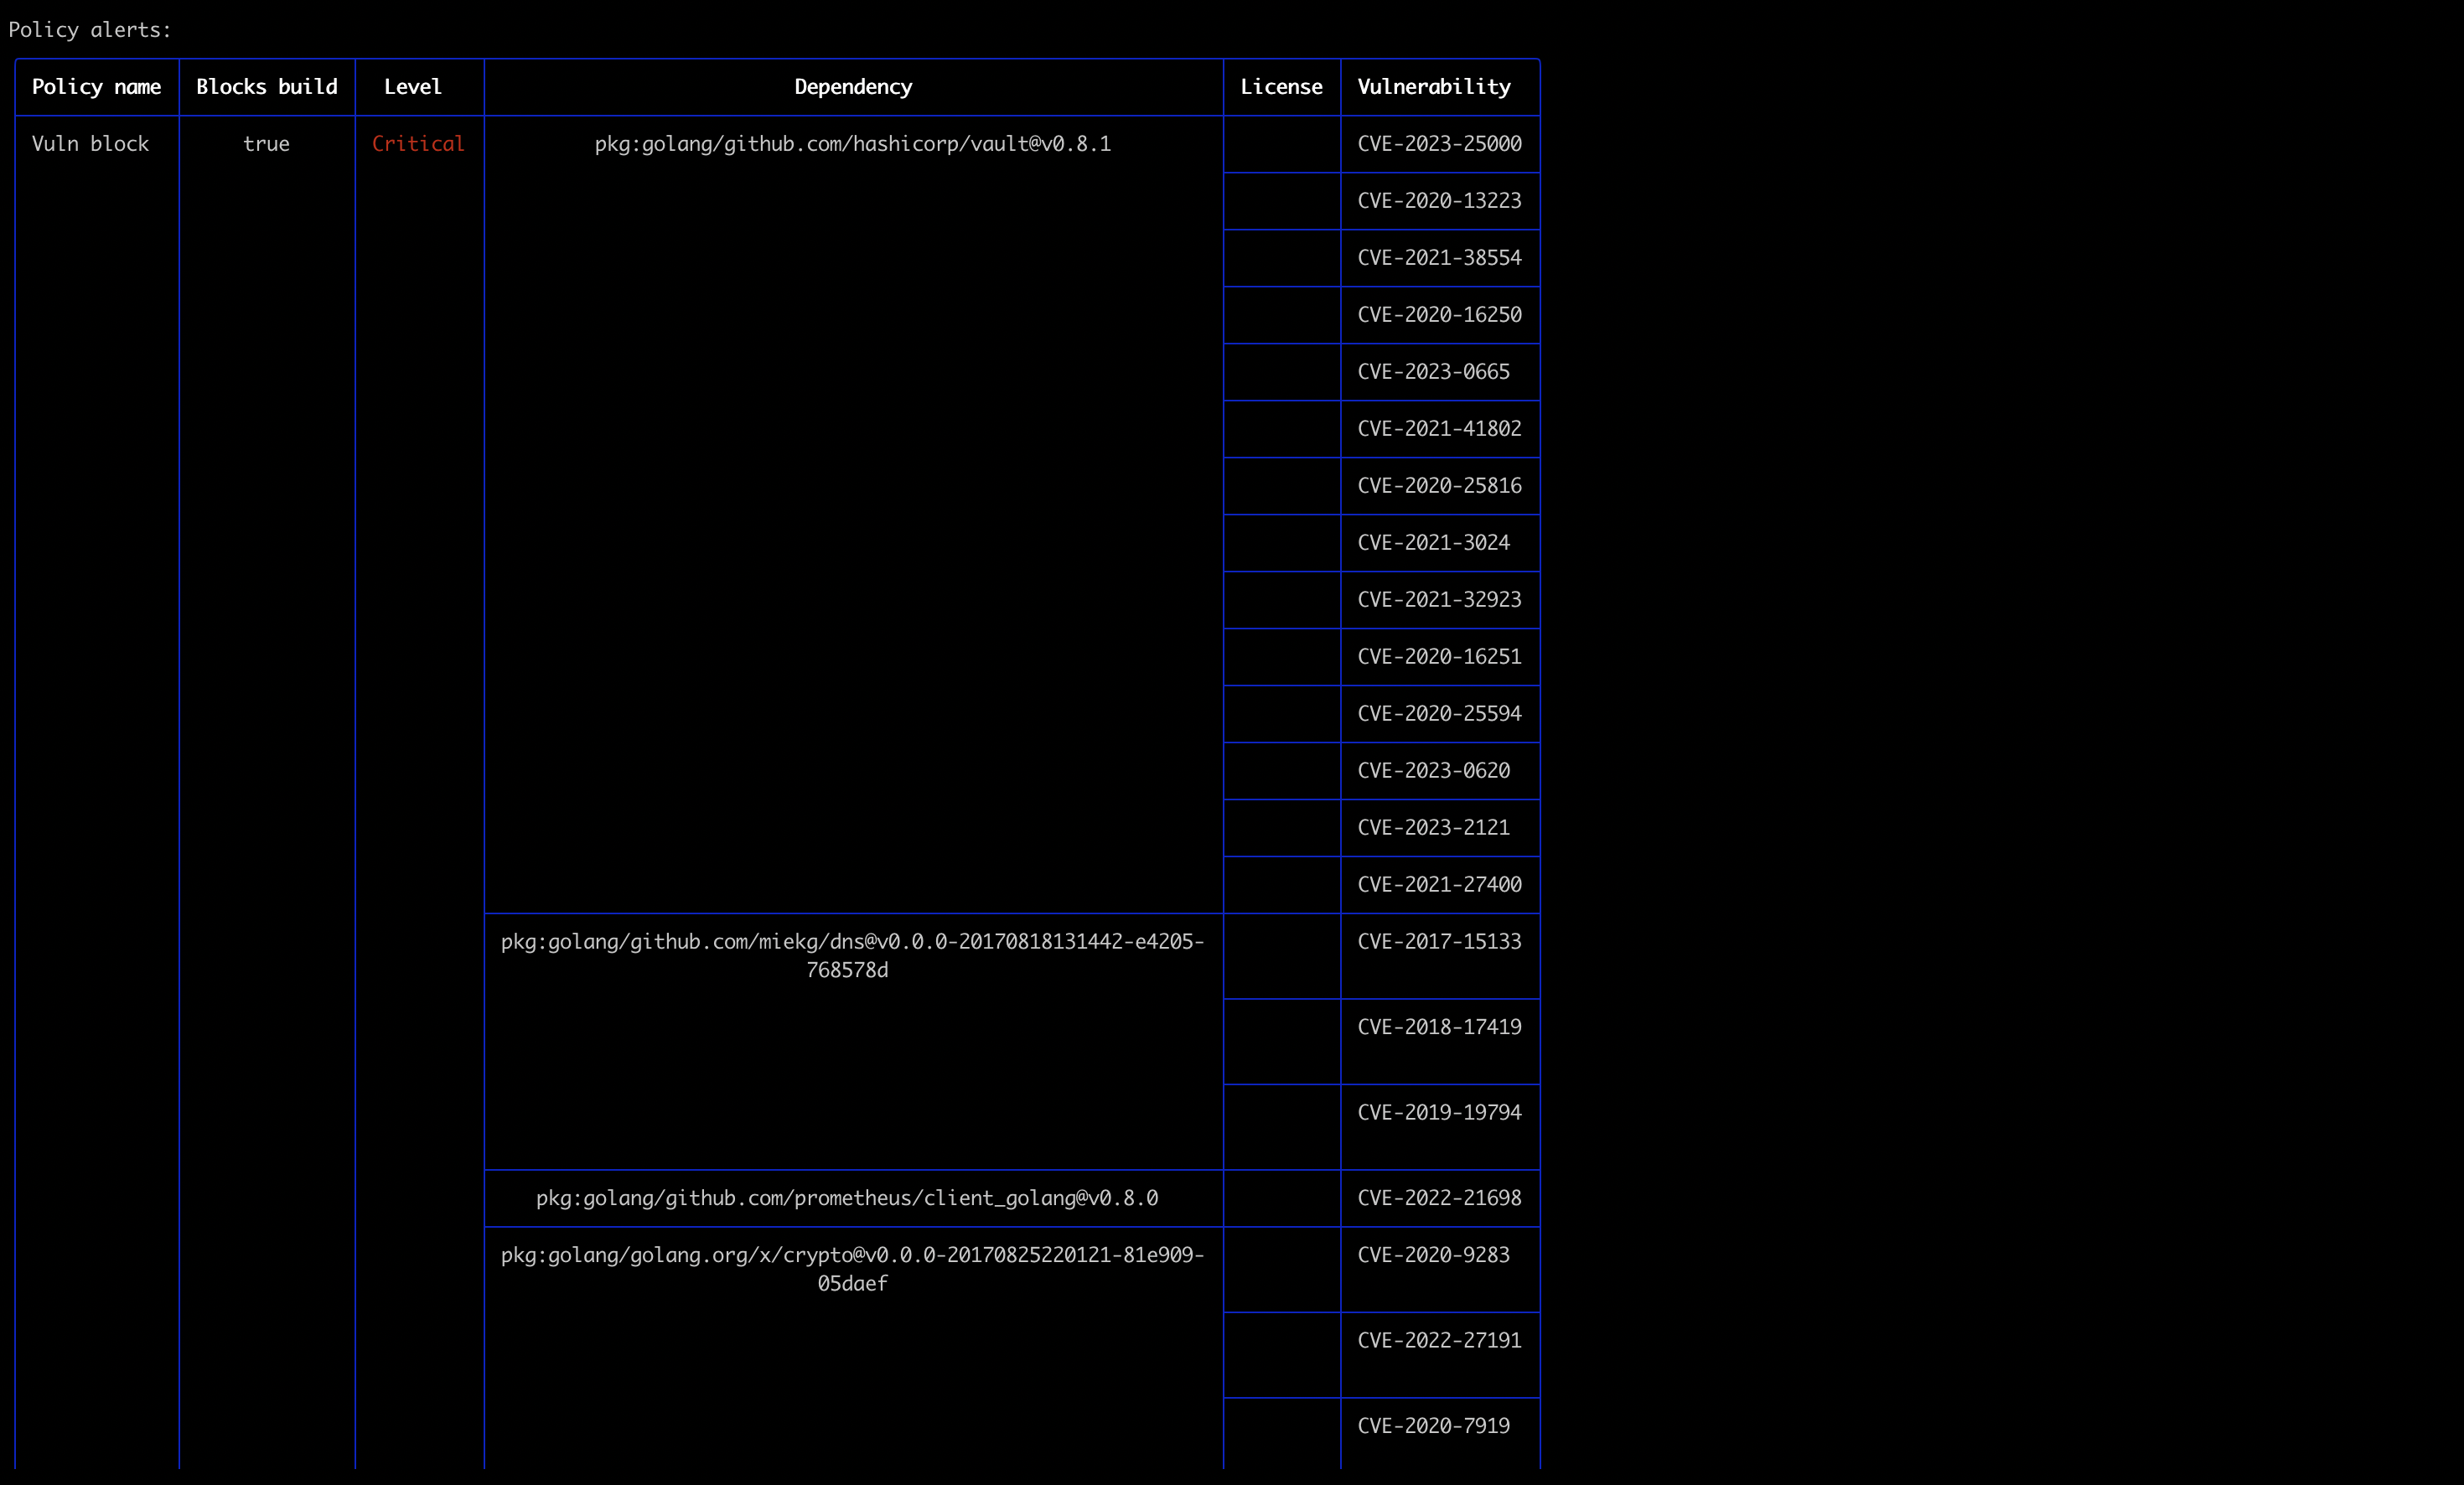 Policy alerts:
Policy name Blocks build Level Dependency License Vulnerability
Vuln block true Critical pkg:golang/github.com/hashicorp/vault@v0.8.1 CVE-2023-25000
CVE-2020-13223
CVE-2021-38554
CVE-2020-16250
CVE-2023-0665
CVE-2021-41802
CVE-2020-25816
CVE-2021-3024
CVE-2021-32923
CVE-2020-16251
CVE-2020-25594
CVE-2023-0620
CVE-2023-2121
CVE-2021-27400
pkg:golang/github.com/miekg/dns@v0.0.0-20170818131442-e4205- CVE-2017-15133
768578d
CVE-2018-17419
CVE-2019-19794
pkg:golang/github.com/prometheus/client_golang@v0.8.0 CVE-2022-21698
pkg:golang/golang.org/x/crypto@v0.0.0-20170825220121-81e909- CVE-2020-9283
05daef
CVE-2022-27191
CVE-2020-7919